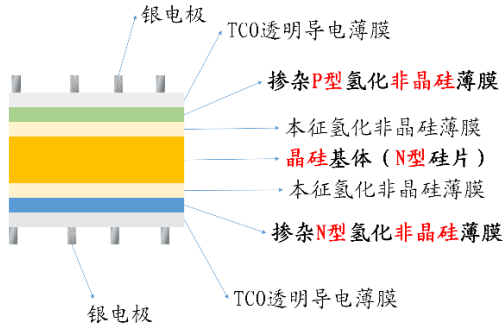 银电极
TCO透明导电薄膜
掺杂P型氢化非晶硅薄膜
本征氢化非晶硅薄膜
晶硅基体（N型硅片）
本征氢化非晶硅薄膜
掺杂N型氢化非晶硅薄膜
TCO透明导电薄膜
银电极